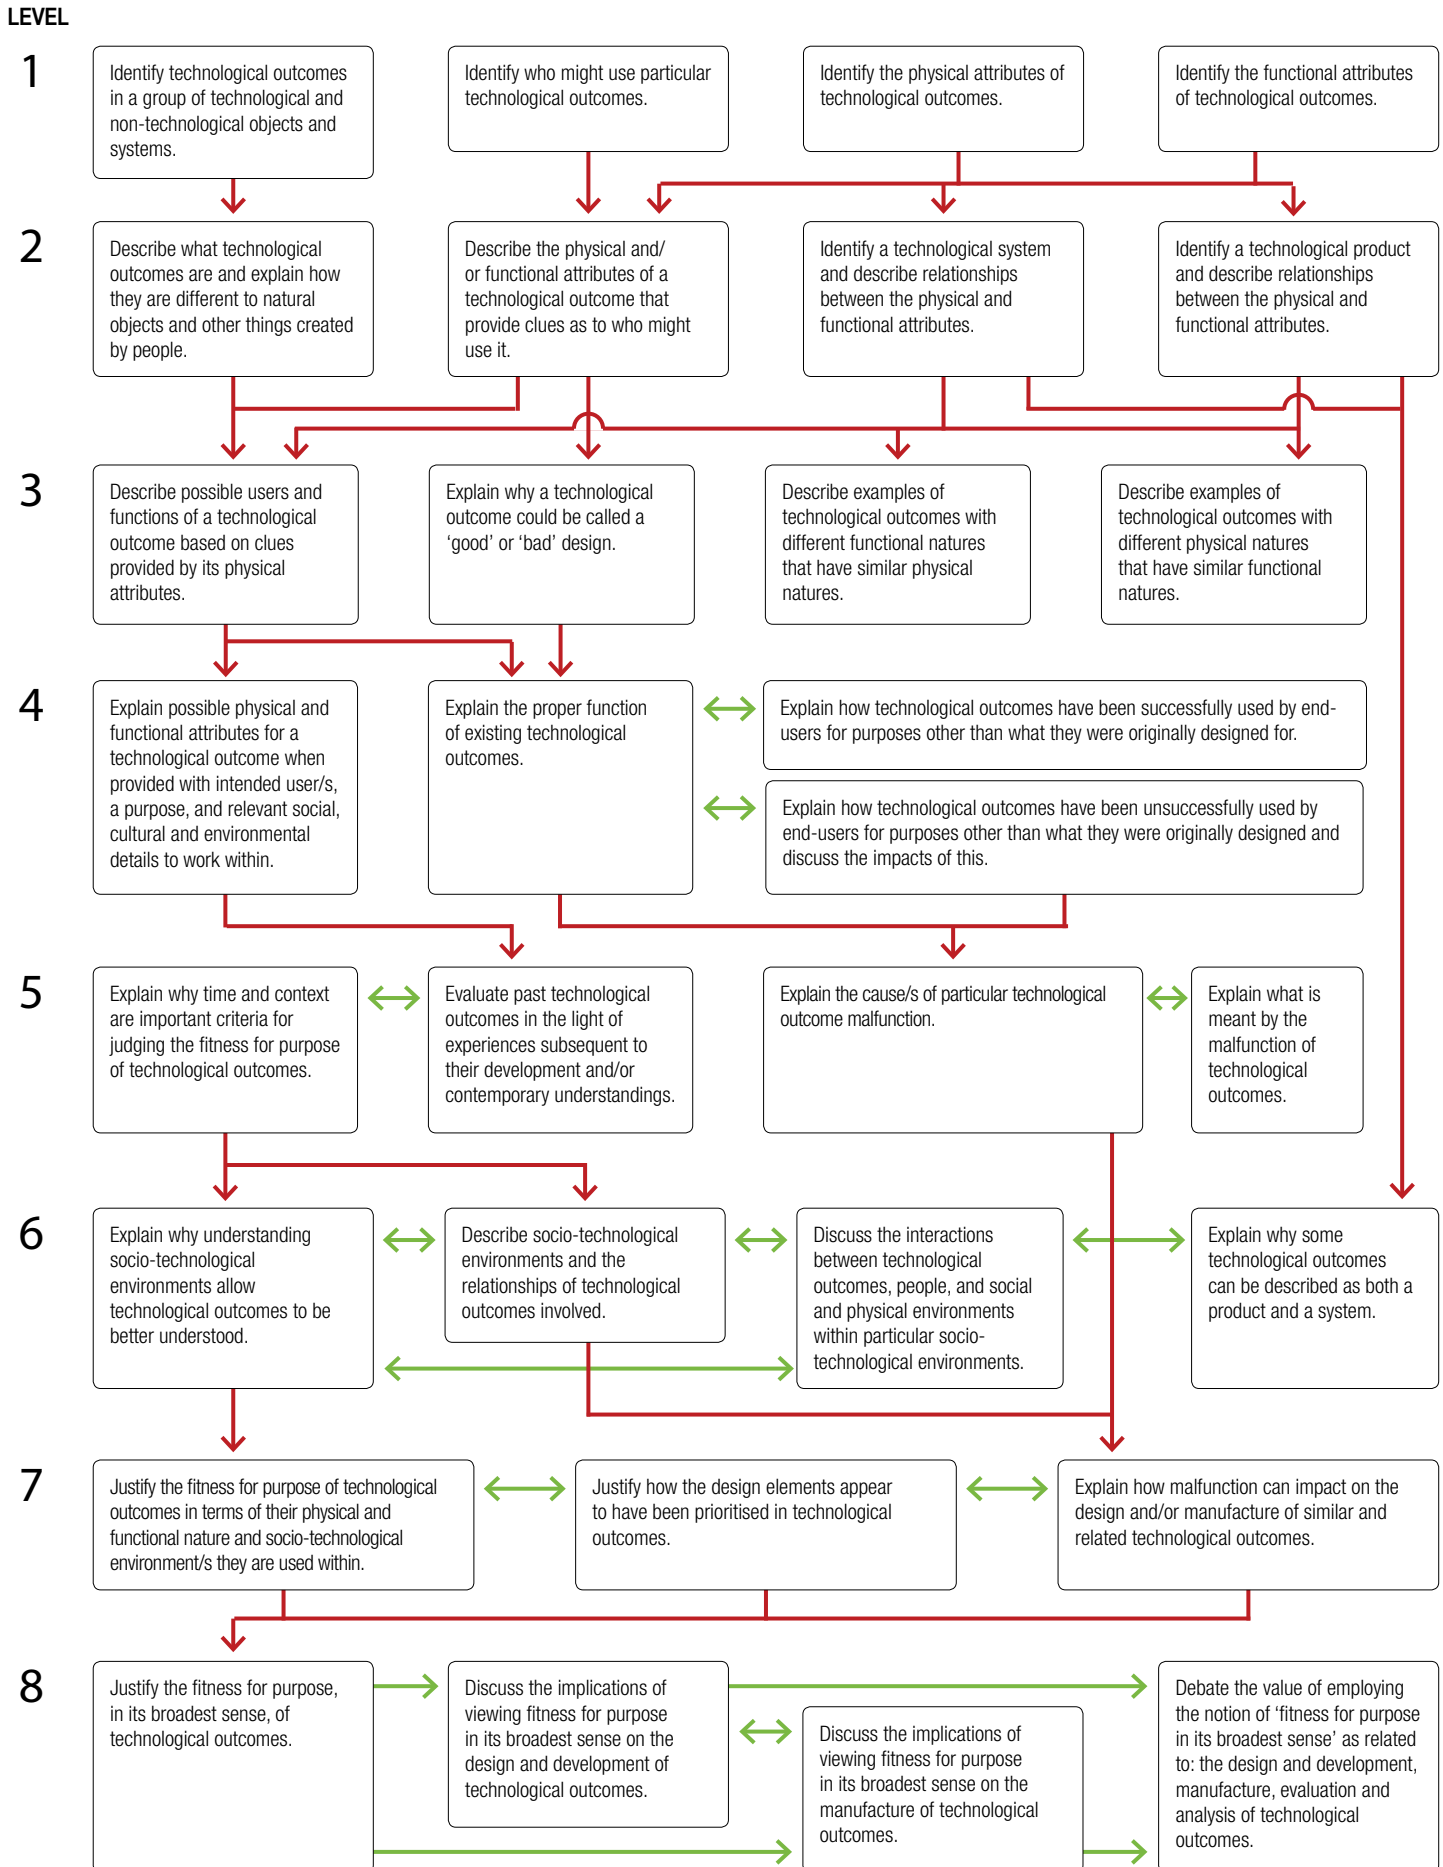 LEVEL
1
Identify technological outcomes
in a group of technological and
non-technological objects and
systems.
Identify who might use particular
technological outcomes.
Identify the physical attributes of
technological outcomes.
Identify the functional attributes
of technological outcomes.
2
Describe what technological
outcomes are and explain how
they are different to natural
objects and other things created
by people.
Describe the physical and/
or functional attributes of a
technological outcome that
provide clues as to who might
use it.
Identify a technological system
and describe relationships
between the physical and
functional attributes.
Identify a technological product
and describe relationships
between the physical and
functional attributes.
3
Describe possible users and
functions of a technological
outcome based on clues
provided by its physical
attributes.
Explain why a technological
outcome could be called a
‘good’ or ‘bad’ design.
Describe examples of
technological outcomes with
different functional natures
that have similar physical
natures.
Describe examples of
technological outcomes with
different physical natures
that have similar functional
natures.
4
Explain possible physical and
functional attributes for a
technological outcome when
provided with intended user/s,
a purpose, and relevant social,
cultural and environmental
details to work within.
Explain the proper function
of existing technological
outcomes.
Explain how technological outcomes have been successfully used by end-
users for purposes other than what they were originally designed for.
Explain how technological outcomes have been unsuccessfully used by
end-users for purposes other than what they were originally designed and
discuss the impacts of this.
5
Explain why time and context
are important criteria for
judging the fitness for purpose
of technological outcomes.
Evaluate past technological
outcomes in the light of
experiences subsequent to
their development and/or
contemporary understandings.
Explain the cause/s of particular technological
outcome malfunction.
Explain what is
meant by the
malfunction of
technological
outcomes.
6
Explain why understanding
socio-technological
environments allow
technological outcomes to be
better understood.
Describe socio-technological
environments and the
relationships of technological
outcomes involved.
Discuss the interactions
between technological
outcomes, people, and social
and physical environments
within particular socio-
technological environments.
Explain why some
technological outcomes
can be described as both a
product and a system.
7
Justify the fitness for purpose of technological
outcomes in terms of their physical and
functional nature and socio-technological
environment/s they are used within.
Justify how the design elements appear
to have been prioritised in technological
outcomes.
Explain how malfunction can impact on the
design and/or manufacture of similar and
related technological outcomes.
8
Justify the fitness for purpose,
in its broadest sense, of
technological outcomes.
Discuss the implications of
viewing fitness for purpose
in its broadest sense on the
design and development of
technological outcomes.
Discuss the implications of
viewing fitness for purpose
in its broadest sense on the
manufacture of technological
outcomes.
Debate the value of employing
the notion of ‘fitness for purpose
in its broadest sense’ as related
to: the design and development,
manufacture, evaluation and
analysis of technological
outcomes.